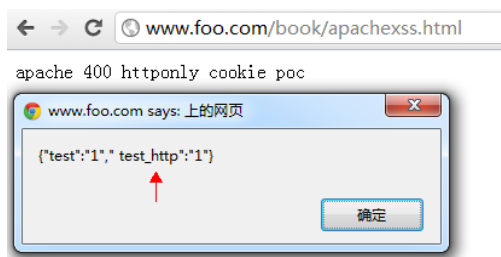 www.foo.com/book/apachexss.html
apache 400 httponly cookie poc
www.foo.com says: 上的网页
{"test":"1"," test_http":"1"}
确定